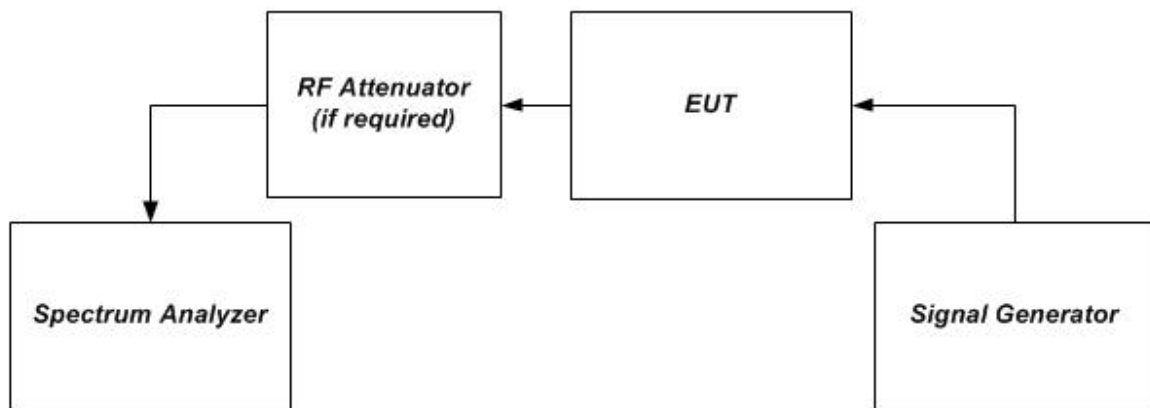 RF Attenuator
(if required)
EUT
Spectrum Analyzer
Signal Generator